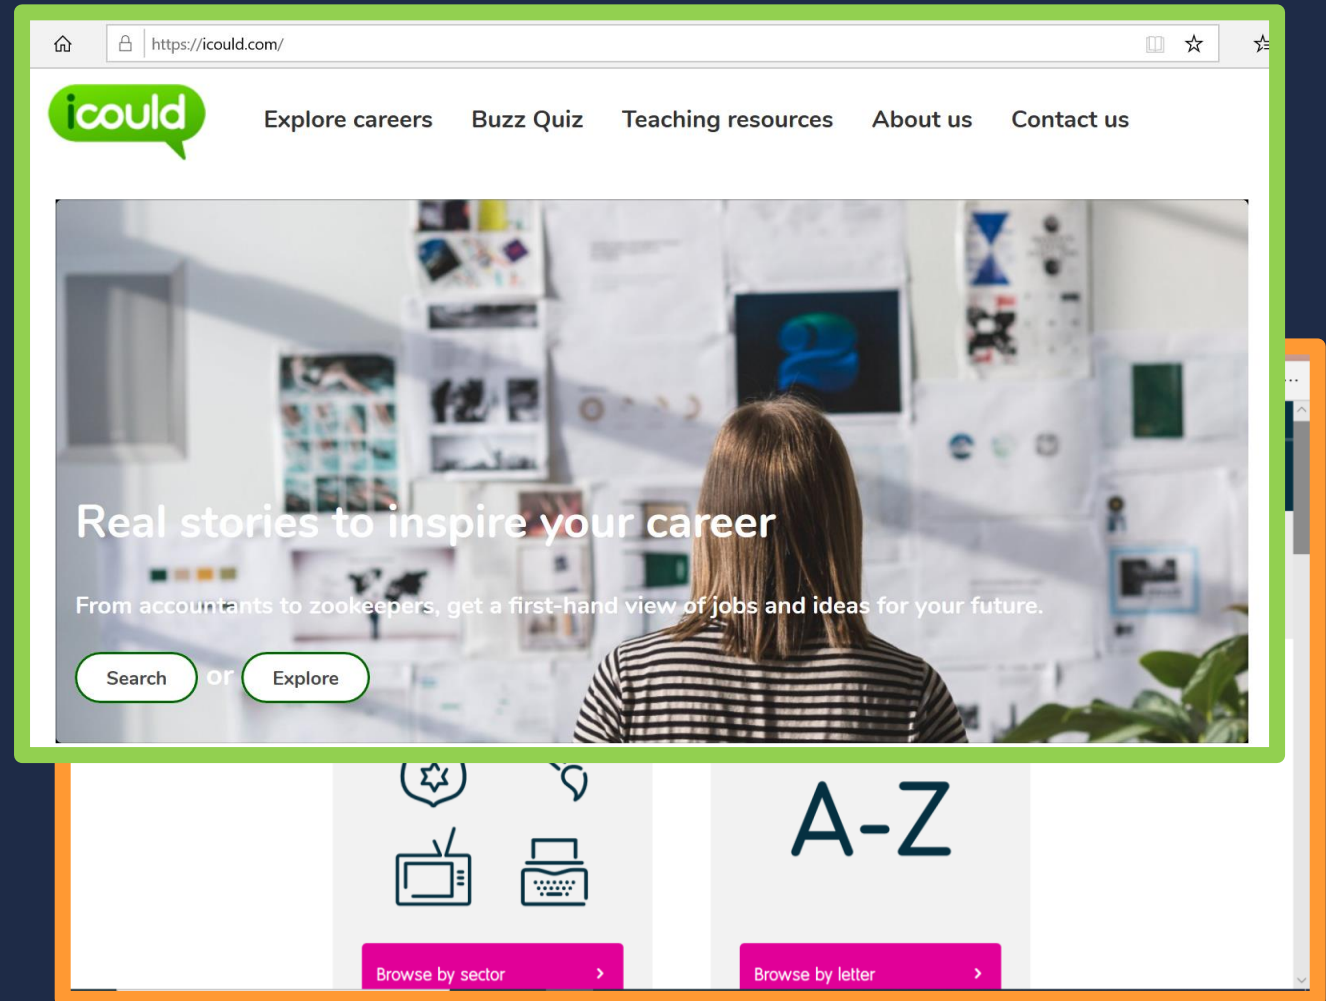 https://icould.com/
icould
Explore careers Buzz Quiz Teaching resources About us Contact us
Real stories to inspire your career
From accountants to zookeepers, get a first-hand view of jobs and ideas for your future.
Search or Explore
A-Z
Browse by sector
Browse by letter